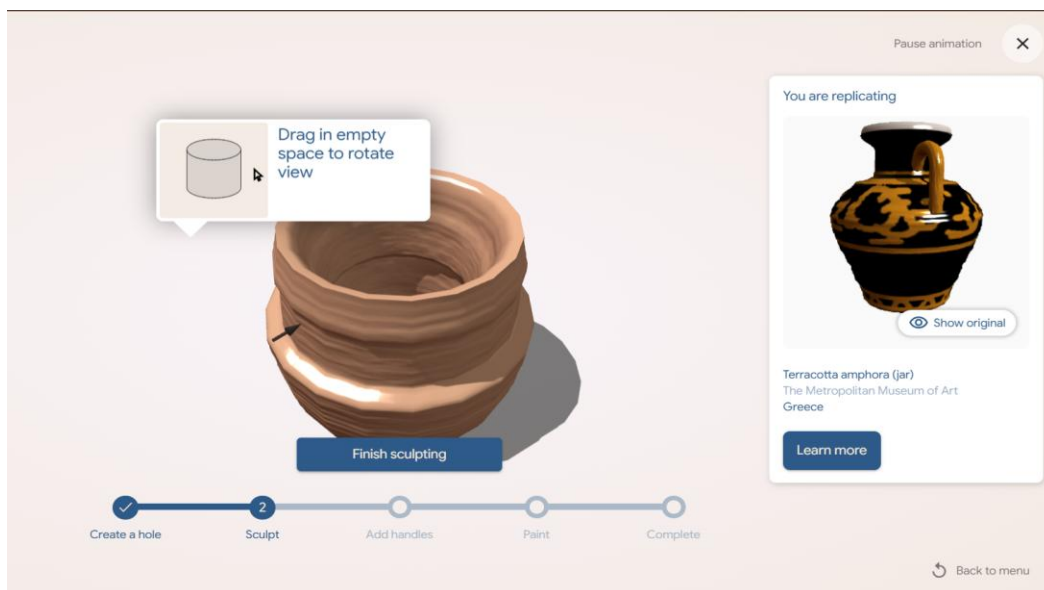 Pause animation
You are replicating
Drag in empty
space to rotate
view
Show original
Terracotta amphora (jar)
The Metropolitan Museum of Art
Greece
Learn more
Finish sculpting
2
Create a hole
Sculpt
Add handles
Paint
Complete
Back to menu